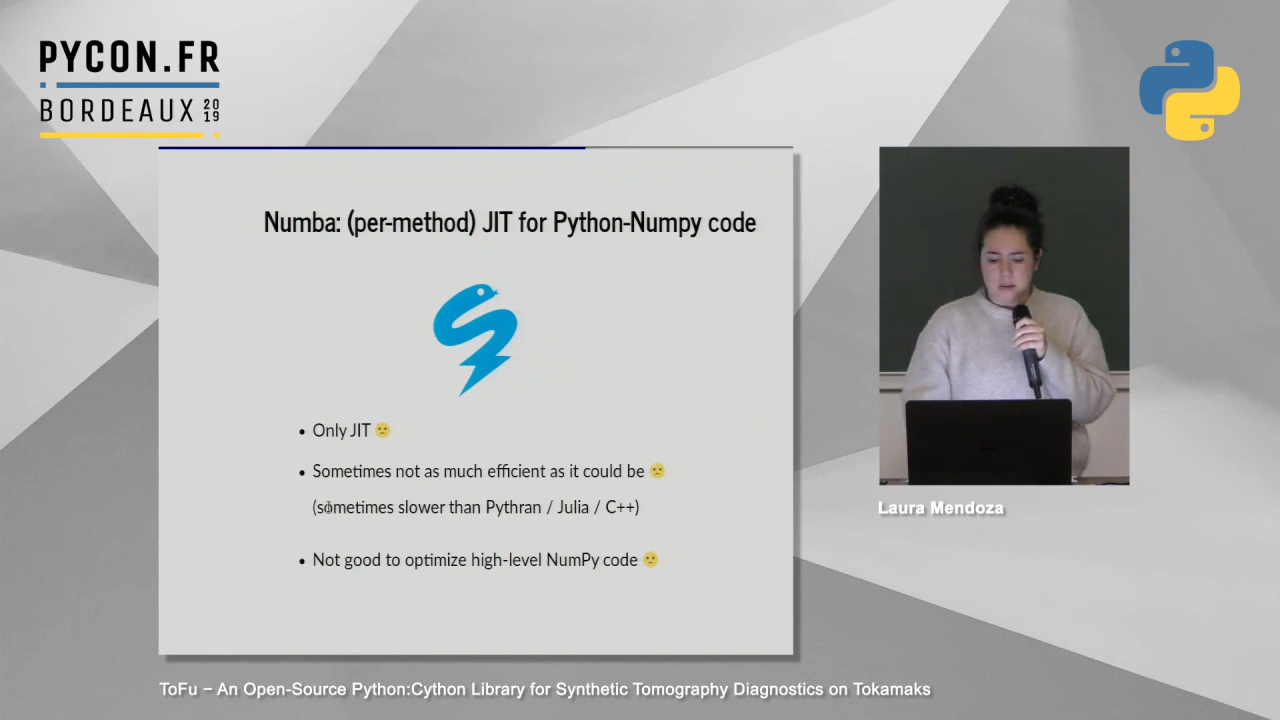 PYCON.FR
BORDEAUX 2019
Numba: (per-method) JIT for Python-Numpy code
• Only JIT 🙁
• Sometimes not as much efficient as it could be 🙁
(sometimes slower than Pythran / Julia / C++)
• Not good to optimize high-level NumPy code 🙁
Laura Mendoza
ToFu – An Open-Source Python:Cython Library for Synthetic Tomography Diagnostics on Tokamaks